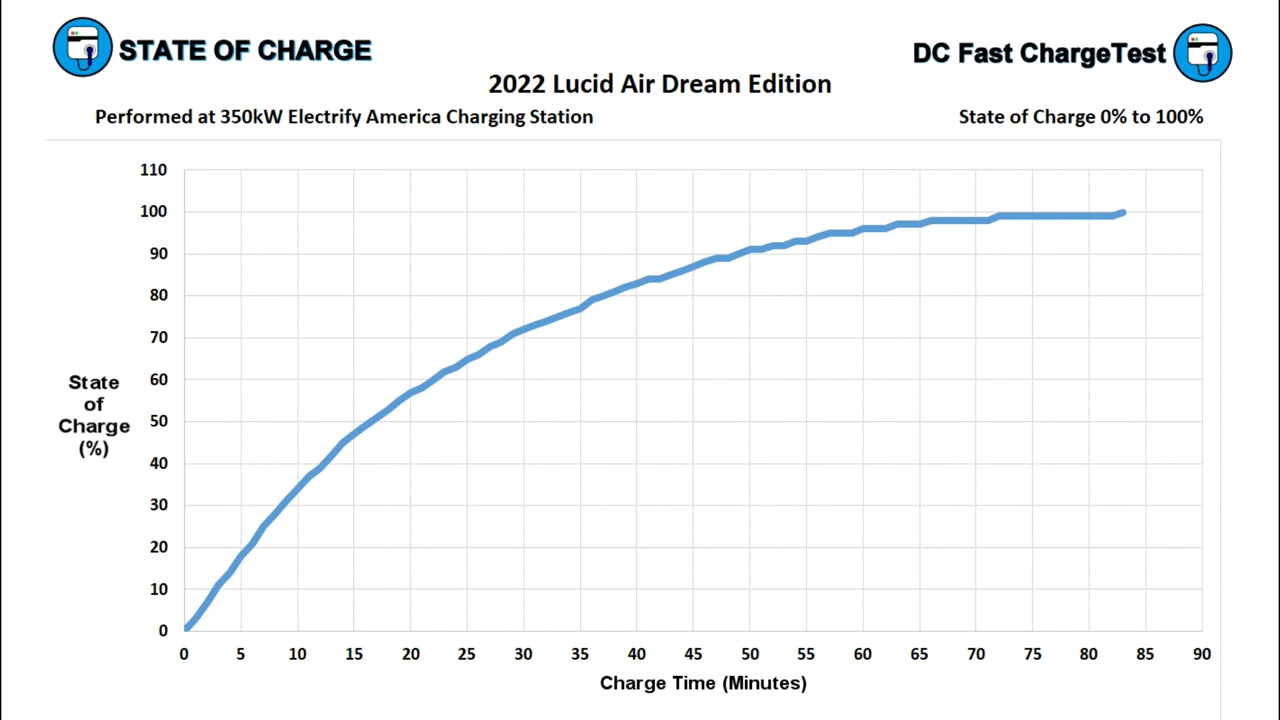 STATE OF CHARGE
DC Fast ChargeTest
2022 Lucid Air Dream Edition
Performed at 350kW Electrify America Charging Station
State of Charge 0% to 100%
110
100
90
80
70
60
50
40
30
20
10
0
State
of
Charge
(%)
0 5 10 15 20 25 30 35 40 45 50 55 60 65 70 75 80 85 90
Charge Time (Minutes)